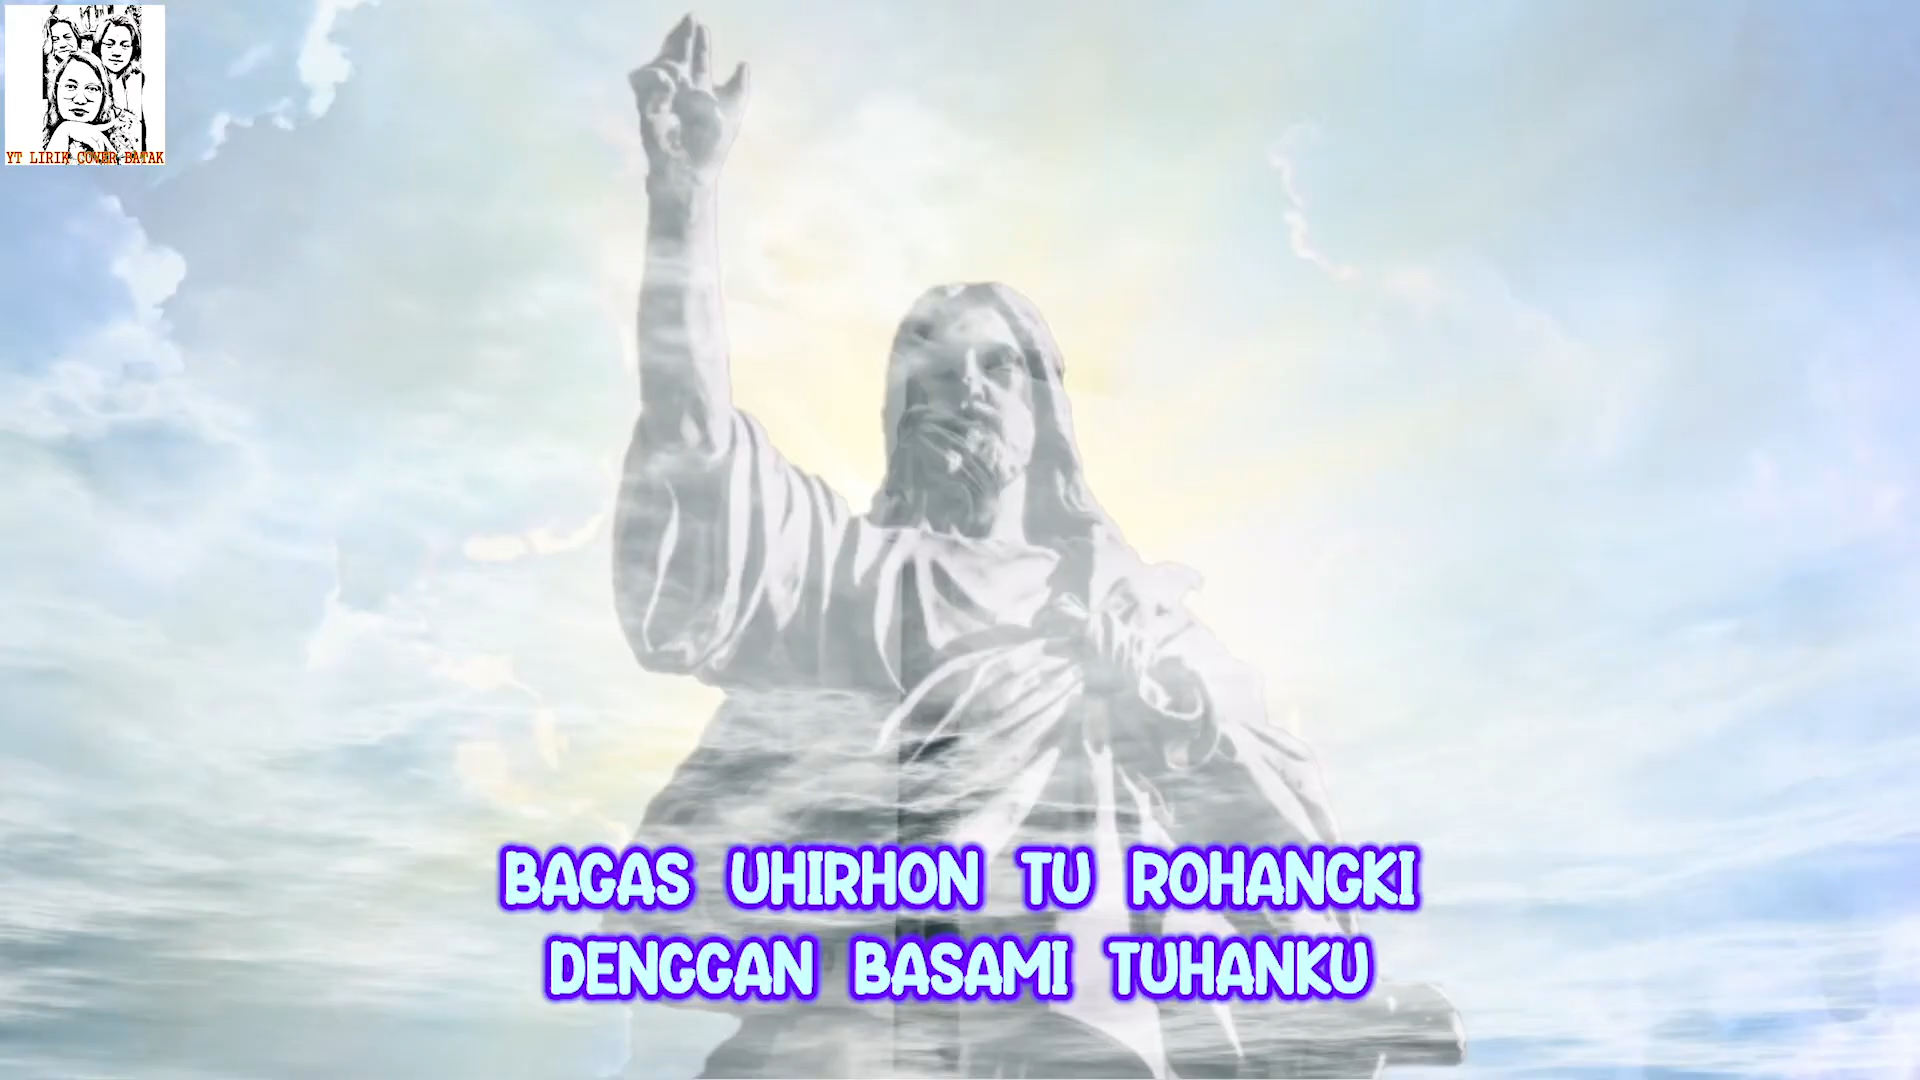 YT LIRIK COVER BATAK
BAGAS UHIRHON TU ROHANGKI
DENGGAN BASAMI TUHANKU